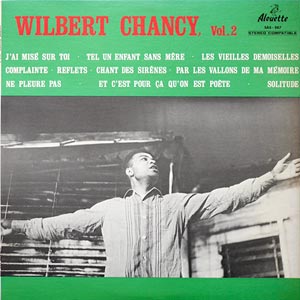 WILBERT CHANCY, Vol. 2
Alouette
STEREO COMPATIBLE
J'AI MISÉ SUR TOI · TEL UN ENFANT SANS MÈRE · LES VIEILLES DEMOISELLES
COMPLAINTE · REFLETS · CHANT DES SIRÈNES · PAR LES VALLONS DE MA MÉMOIRE
NE PLEURE PAS · ET C'EST POUR ÇA QU'ON EST POÈTE · SOLITUDE